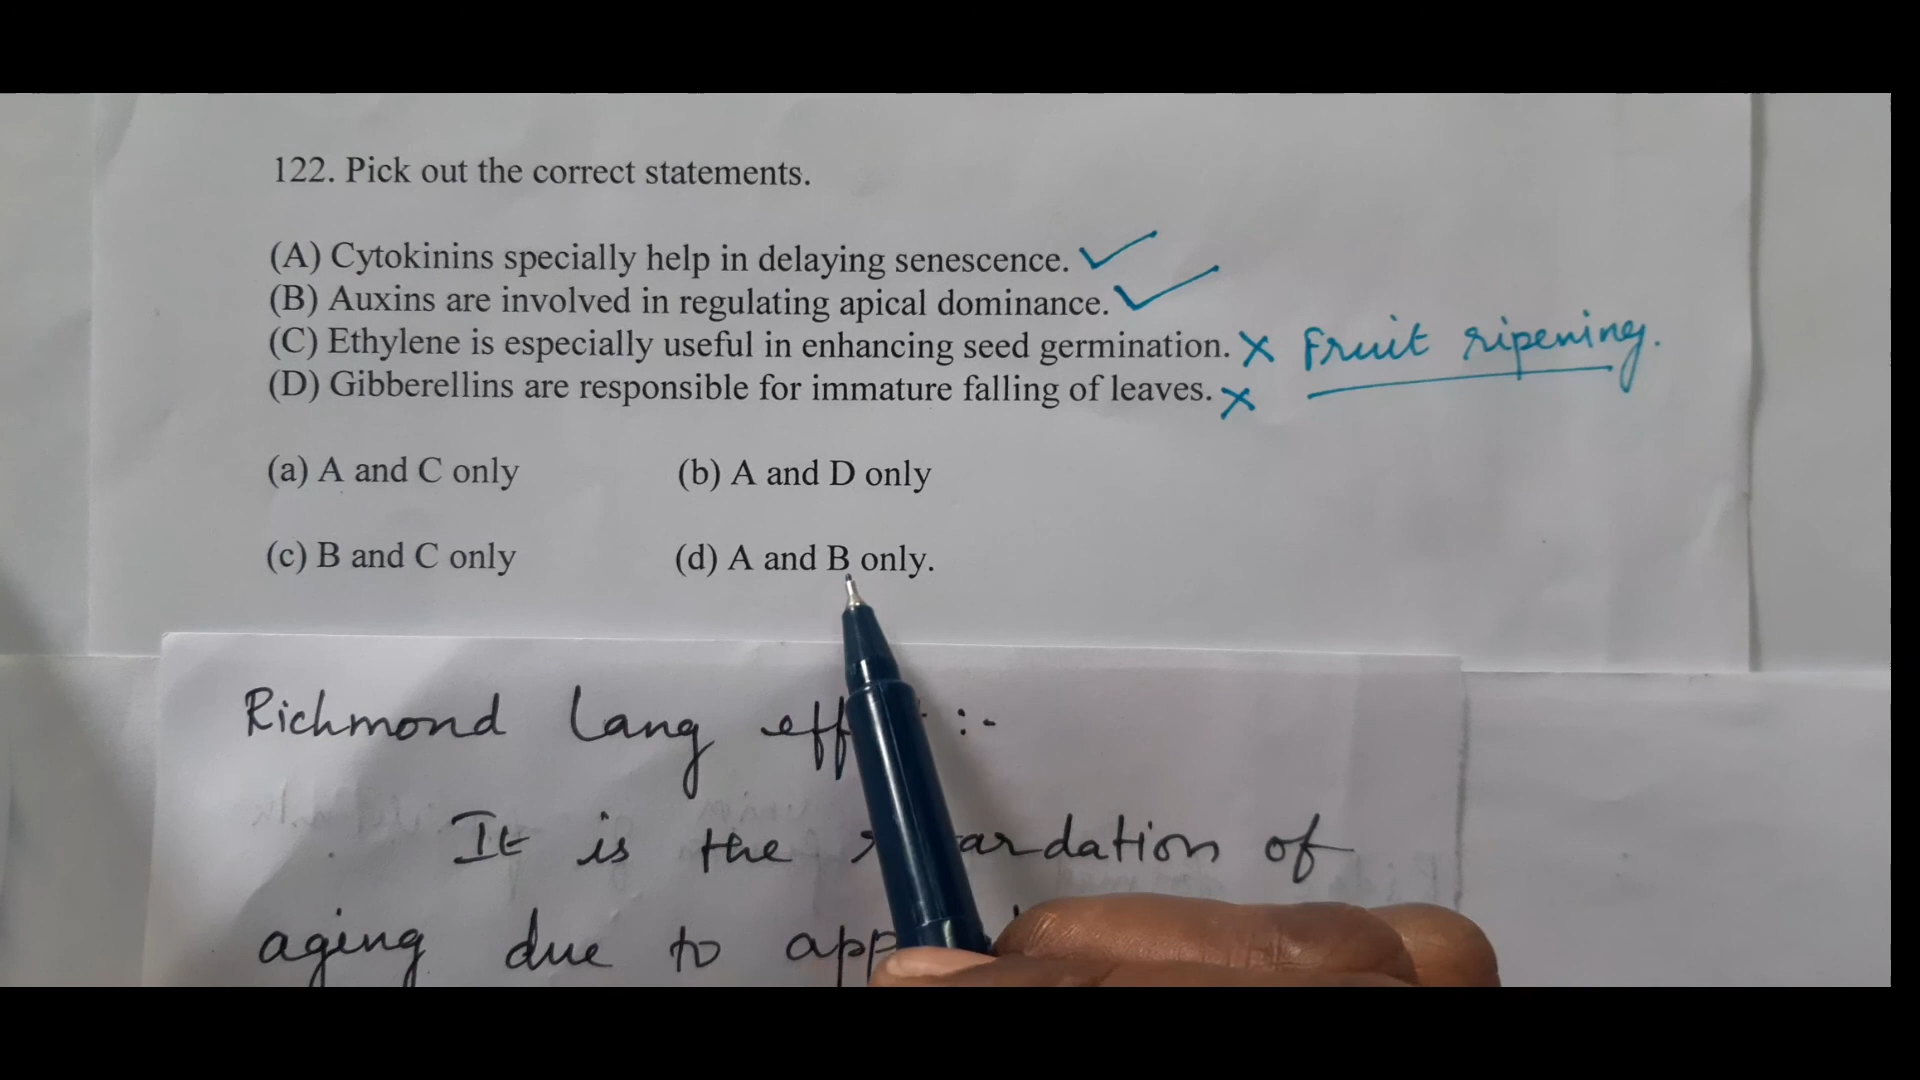 122. Pick out the correct statements.
(A) Cytokinins specially help in delaying senescence.
(B) Auxins are involved in regulating apical dominance.
(C) Ethylene is especially useful in enhancing seed germination. × Fruit ripening.
(D) Gibberellins are responsible for immature falling of leaves. ×
(a) A and C only (b) A and D only
(c) B and C only (d) A and B only.
Richmond Lang :-
It is the of
aging due to